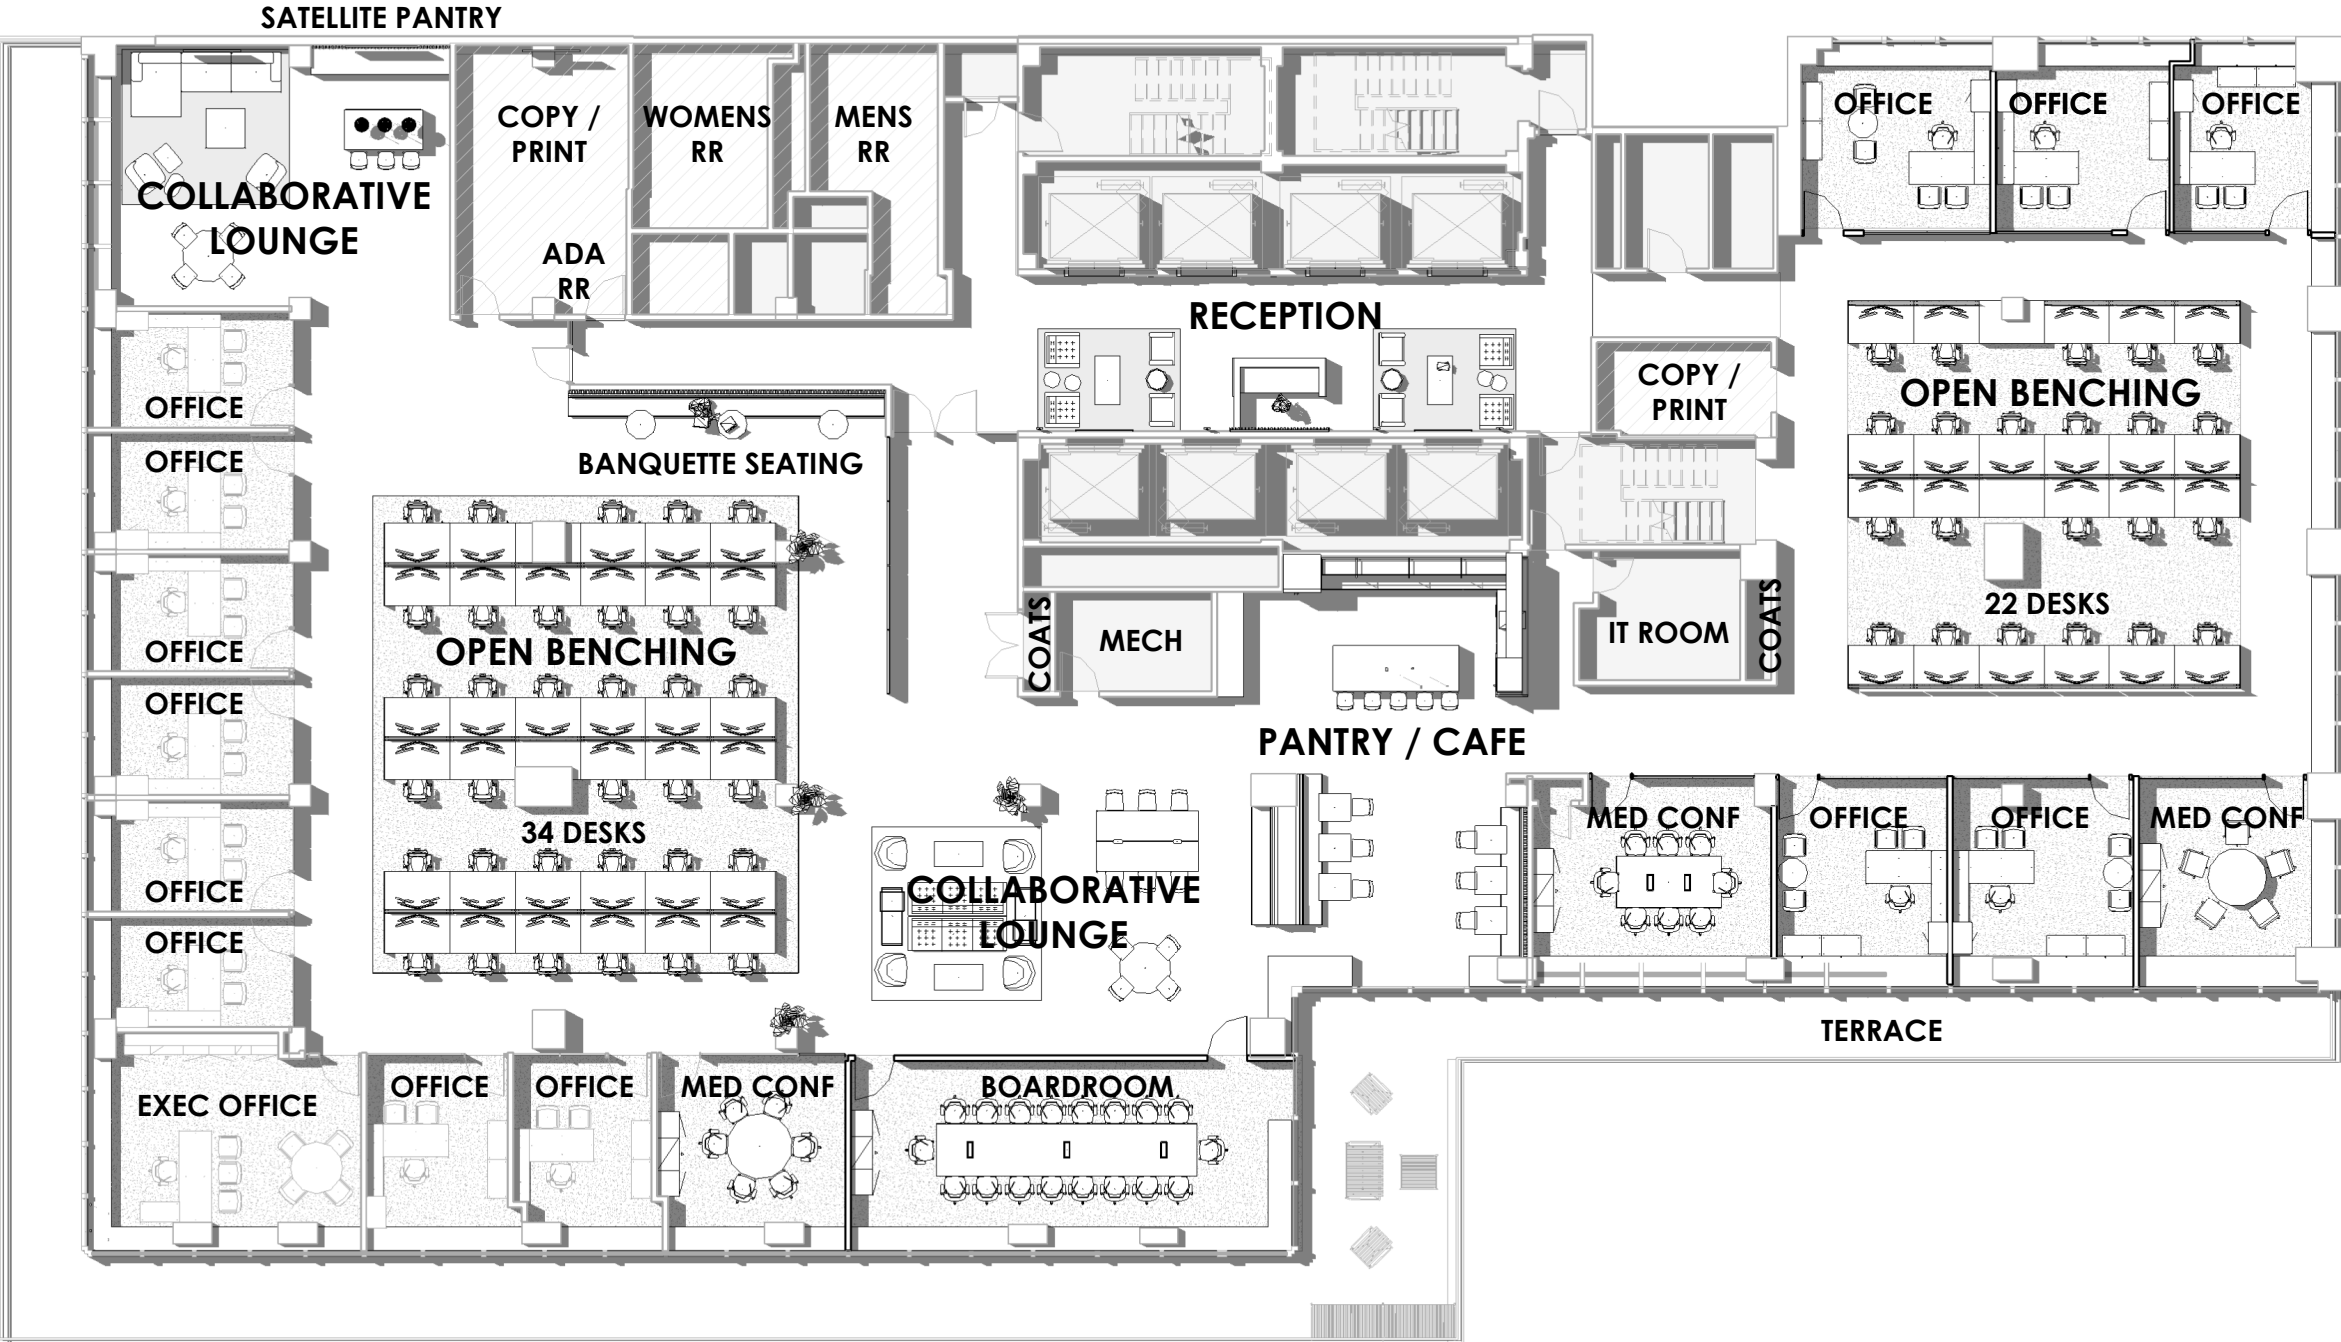 SATELLITE PANTRY
COLLABORATIVE
LOUNGE
COPY /
PRINT
ADA
RR
WOMENS
RR
MENS
RR
RECEPTION
OFFICE
OFFICE
OFFICE
COPY /
PRINT
OPEN BENCHING
22 DESKS
OFFICE
OFFICE
OFFICE
OFFICE
OFFICE
OFFICE
BANQUETTE SEATING
OPEN BENCHING
34 DESKS
COATS
MECH
IT ROOM
COATS
PANTRY / CAFE
COLLABORATIVE
LOUNGE
MED CONF
OFFICE
OFFICE
MED CONF
TERRACE
EXEC OFFICE
OFFICE
OFFICE
MED CONF
BOARDROOM